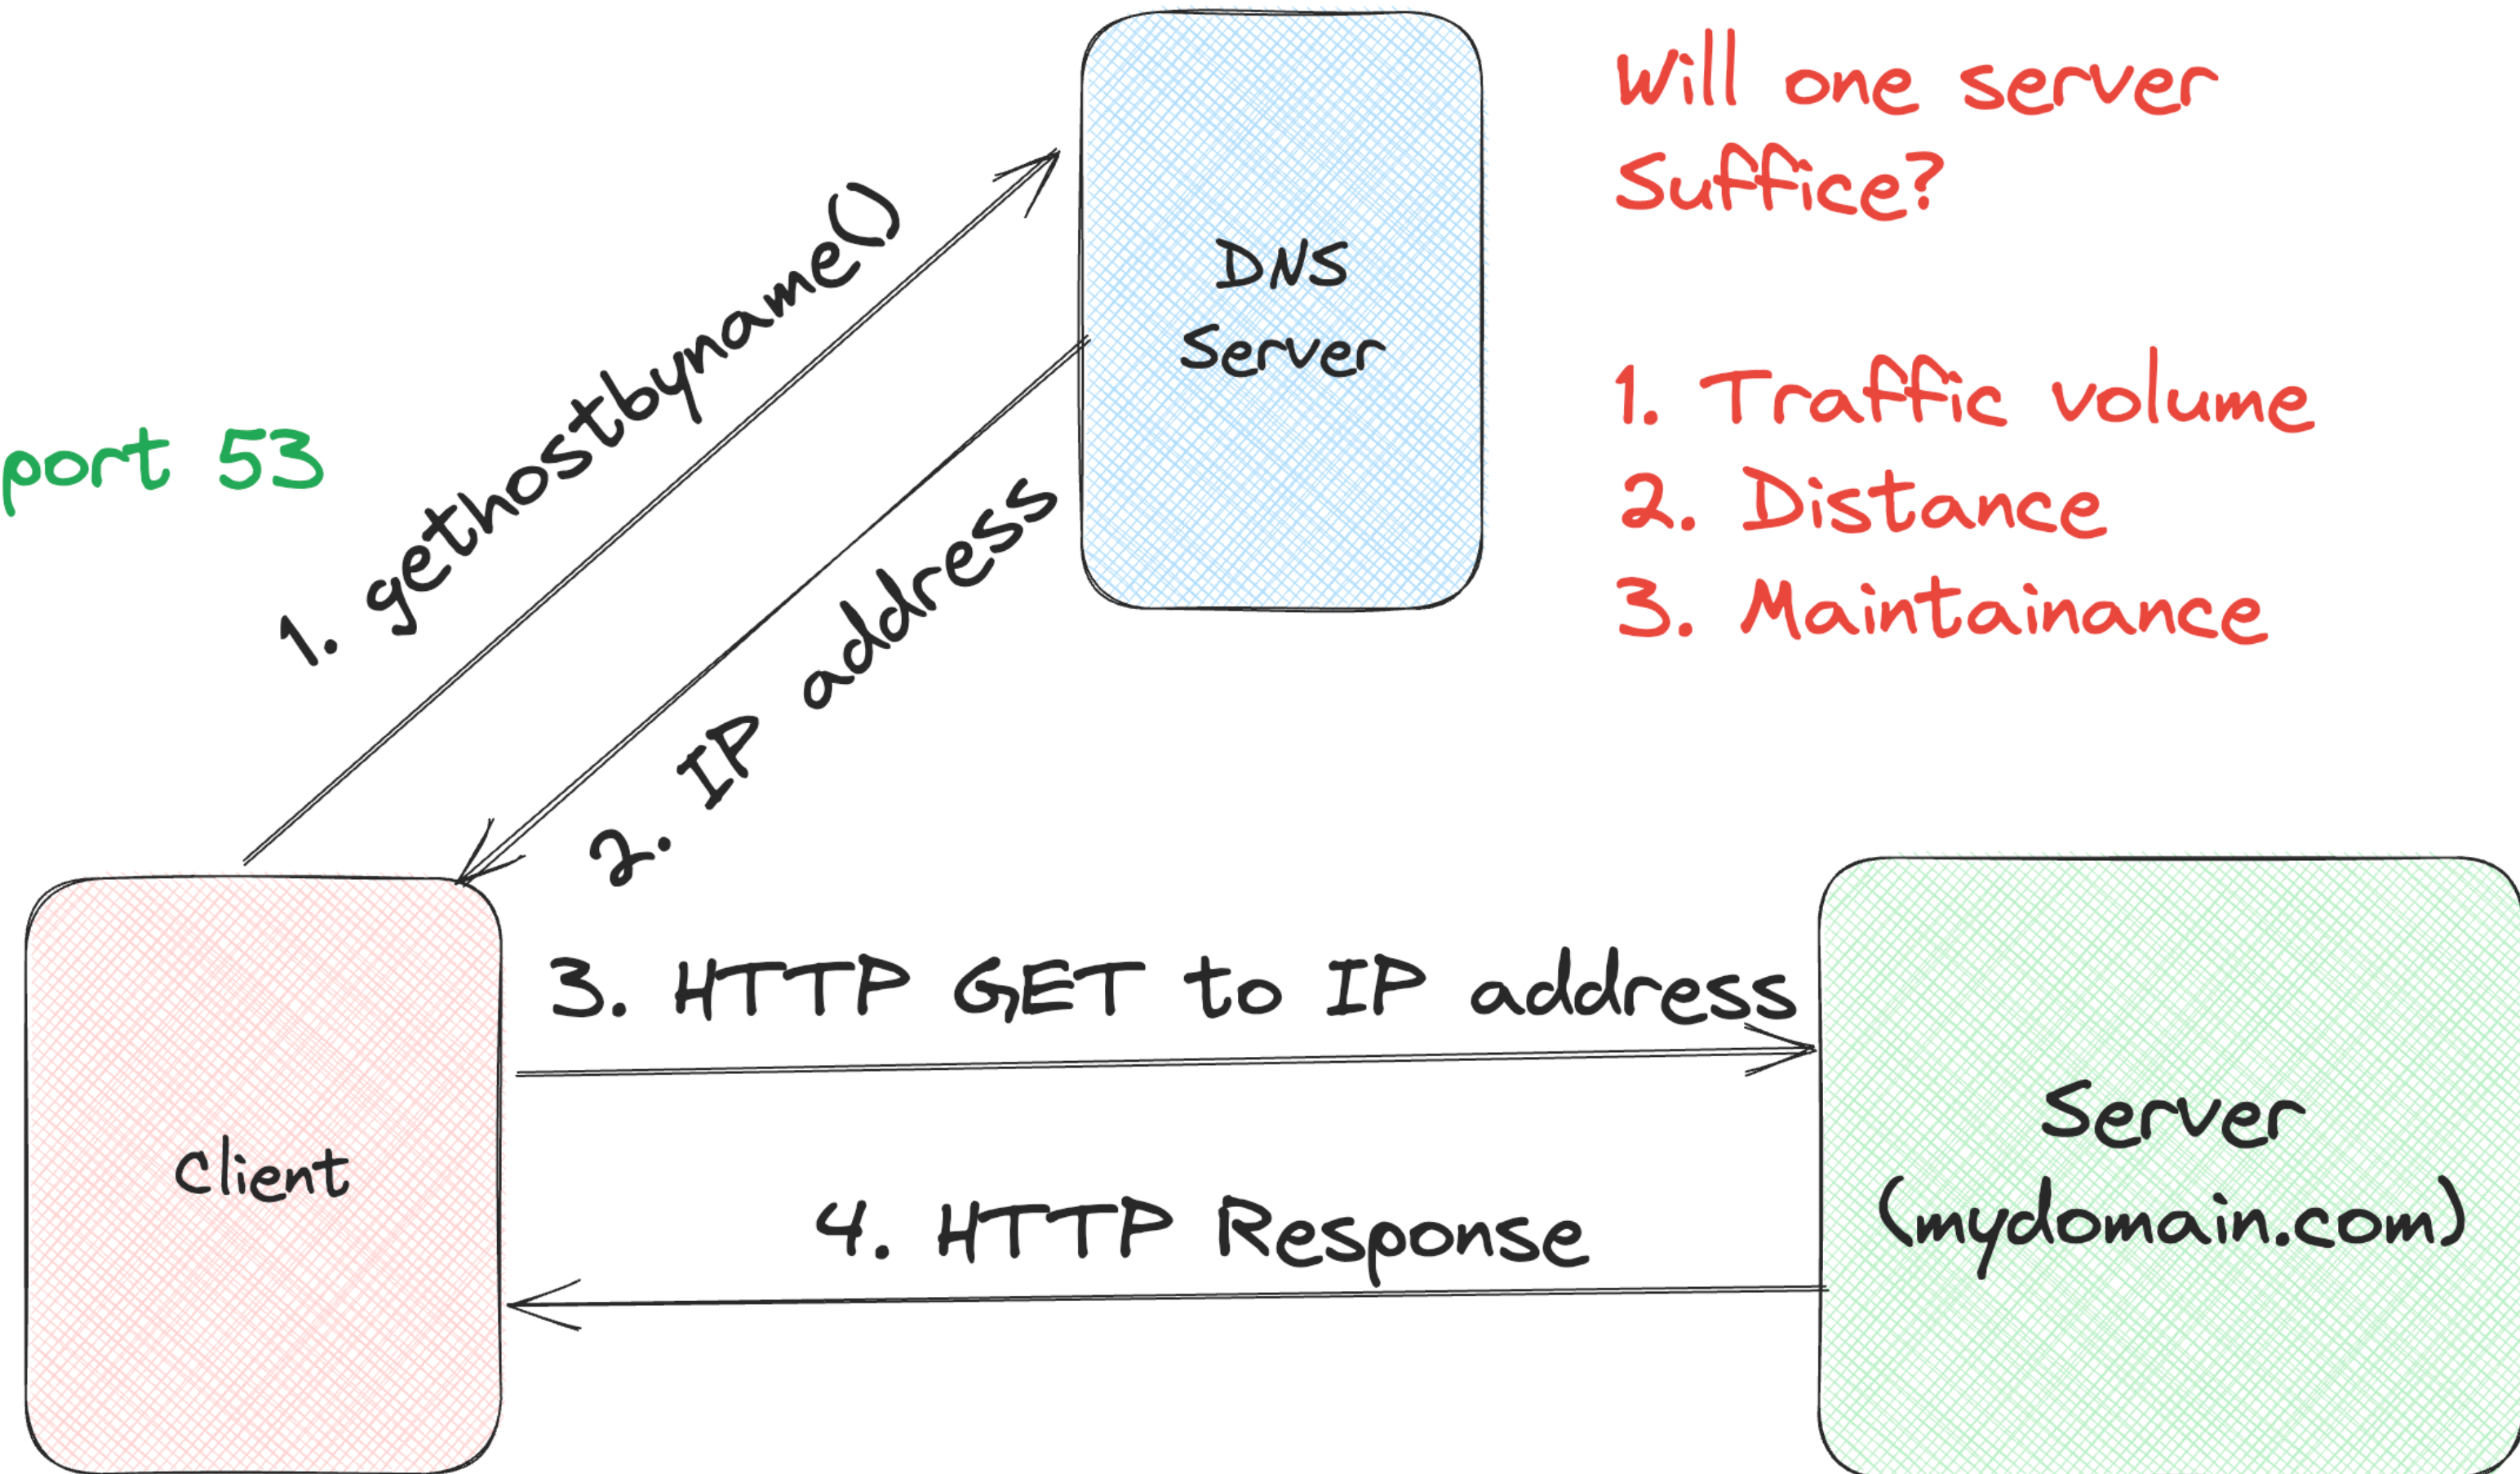 Will one server
Suffice?
DNS
Server
1. Traffic volume
2. Distance
3. Maintainance
port 53
1. gethostbyname()
2. IP address
3. HTTP GET to IP address
Client
4. HTTP Response
Server
(mydomain.com)